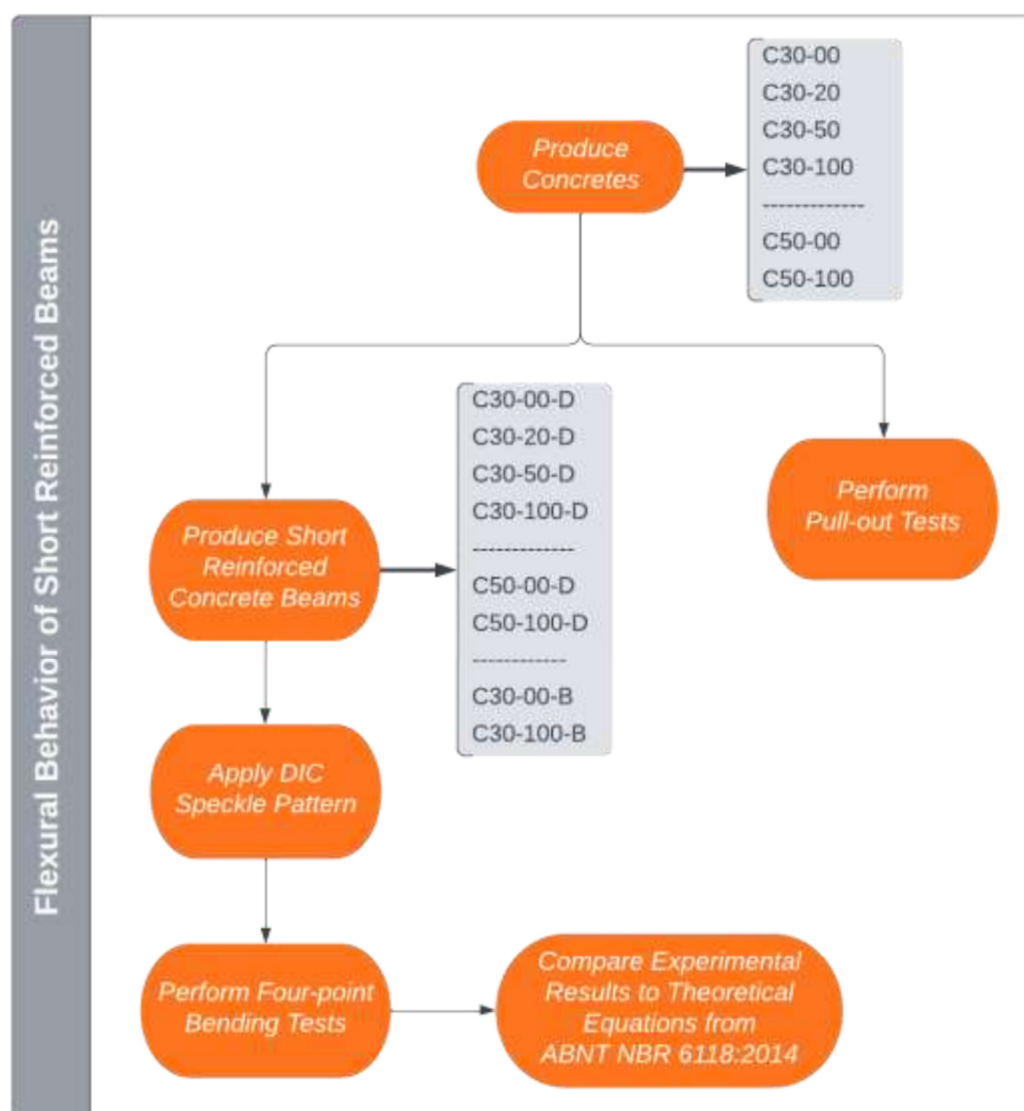 Flexural Behavior of Short Reinforced Beams
Produce
Concretes
C30-00
C30-20
C30-50
C30-100
-------------
C50-00
C50-100
Produce Short
Reinforced
Concrete Beams
C30-00-D
C30-20-D
C30-50-D
C30-100-D
-------------
C50-00-D
C50-100-D
------------
C30-00-B
C30-100-B
Perform
Pull-out Tests
Apply DIC
Speckle Pattern
Perform Four-point
Bending Tests
Compare Experimental
Results to Theoretical
Equations from
ABNT NBR 6118:2014